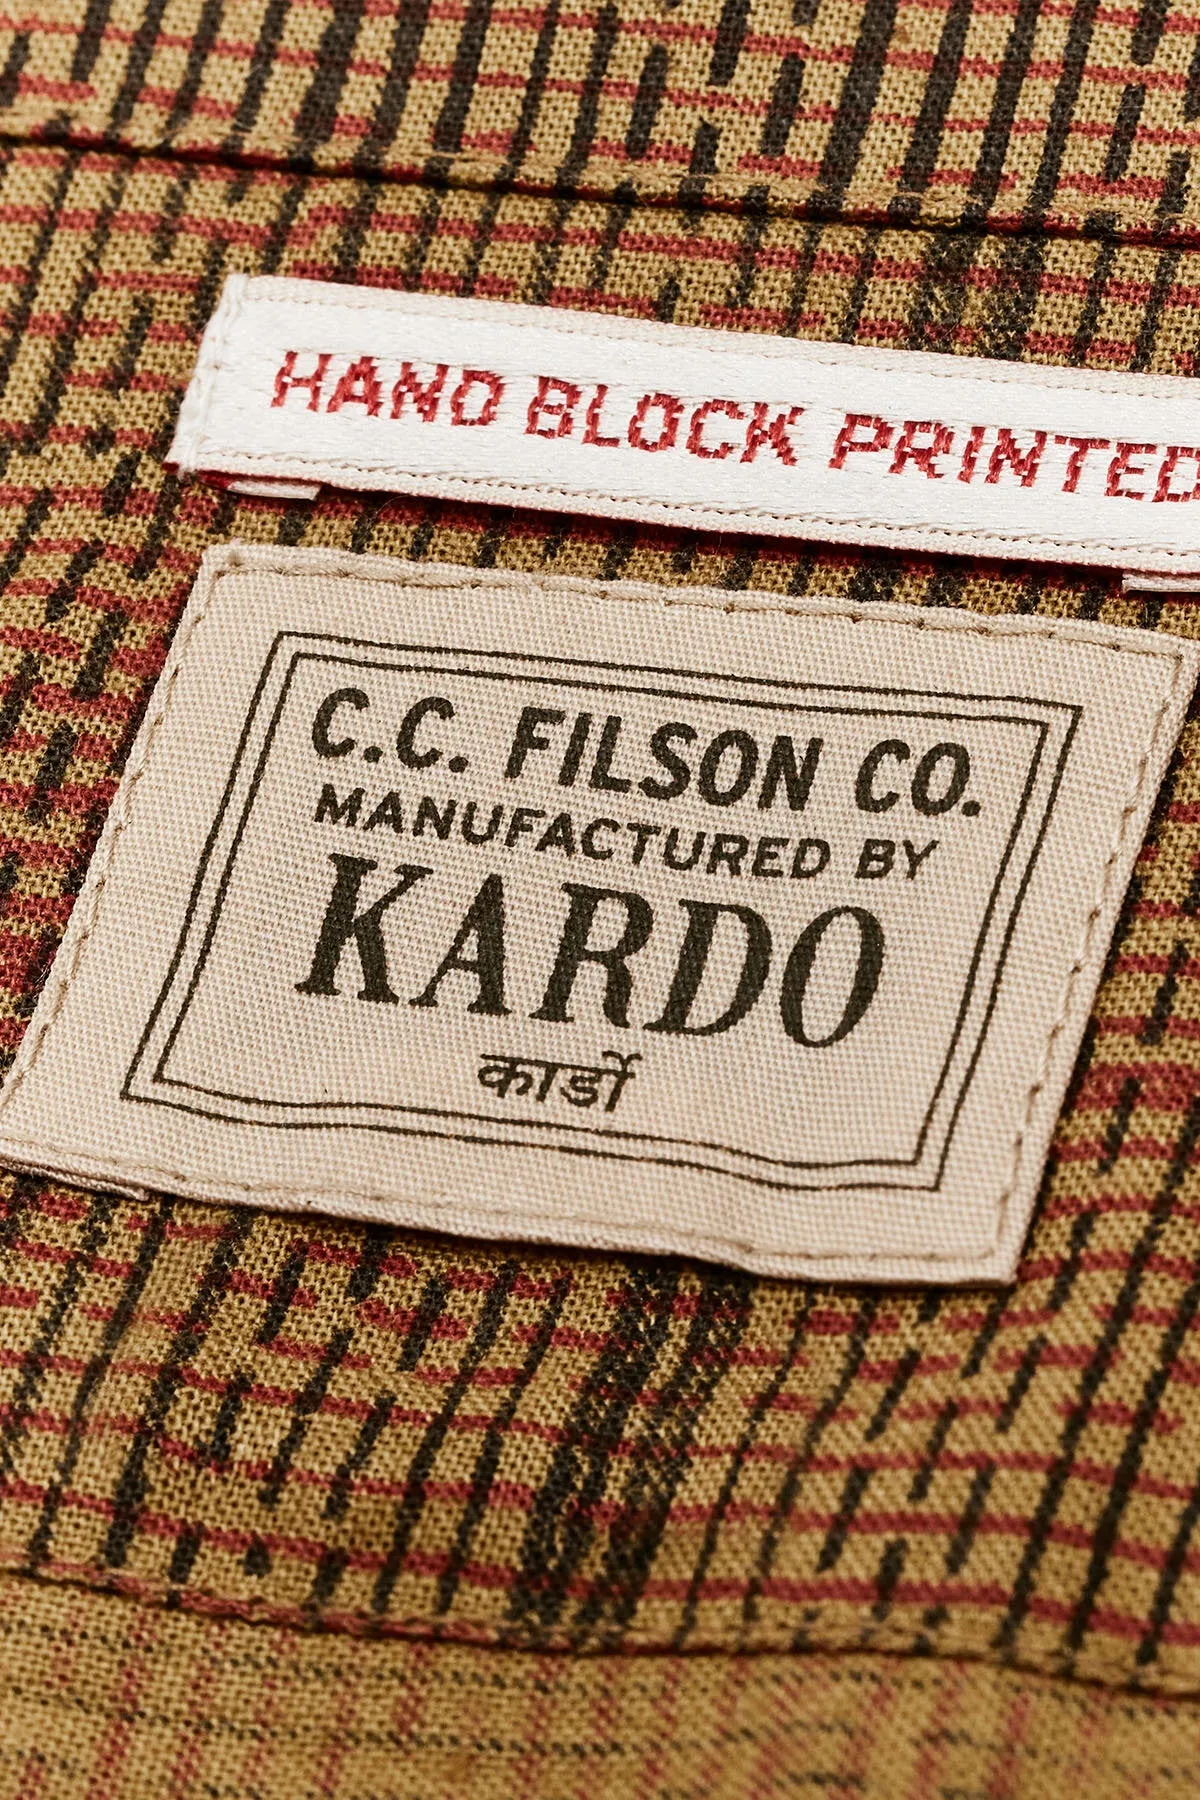 HAND BLOCK PRINTED
C.C. FILSON CO.
MANUFACTURED BY
KARDO
कार्डो